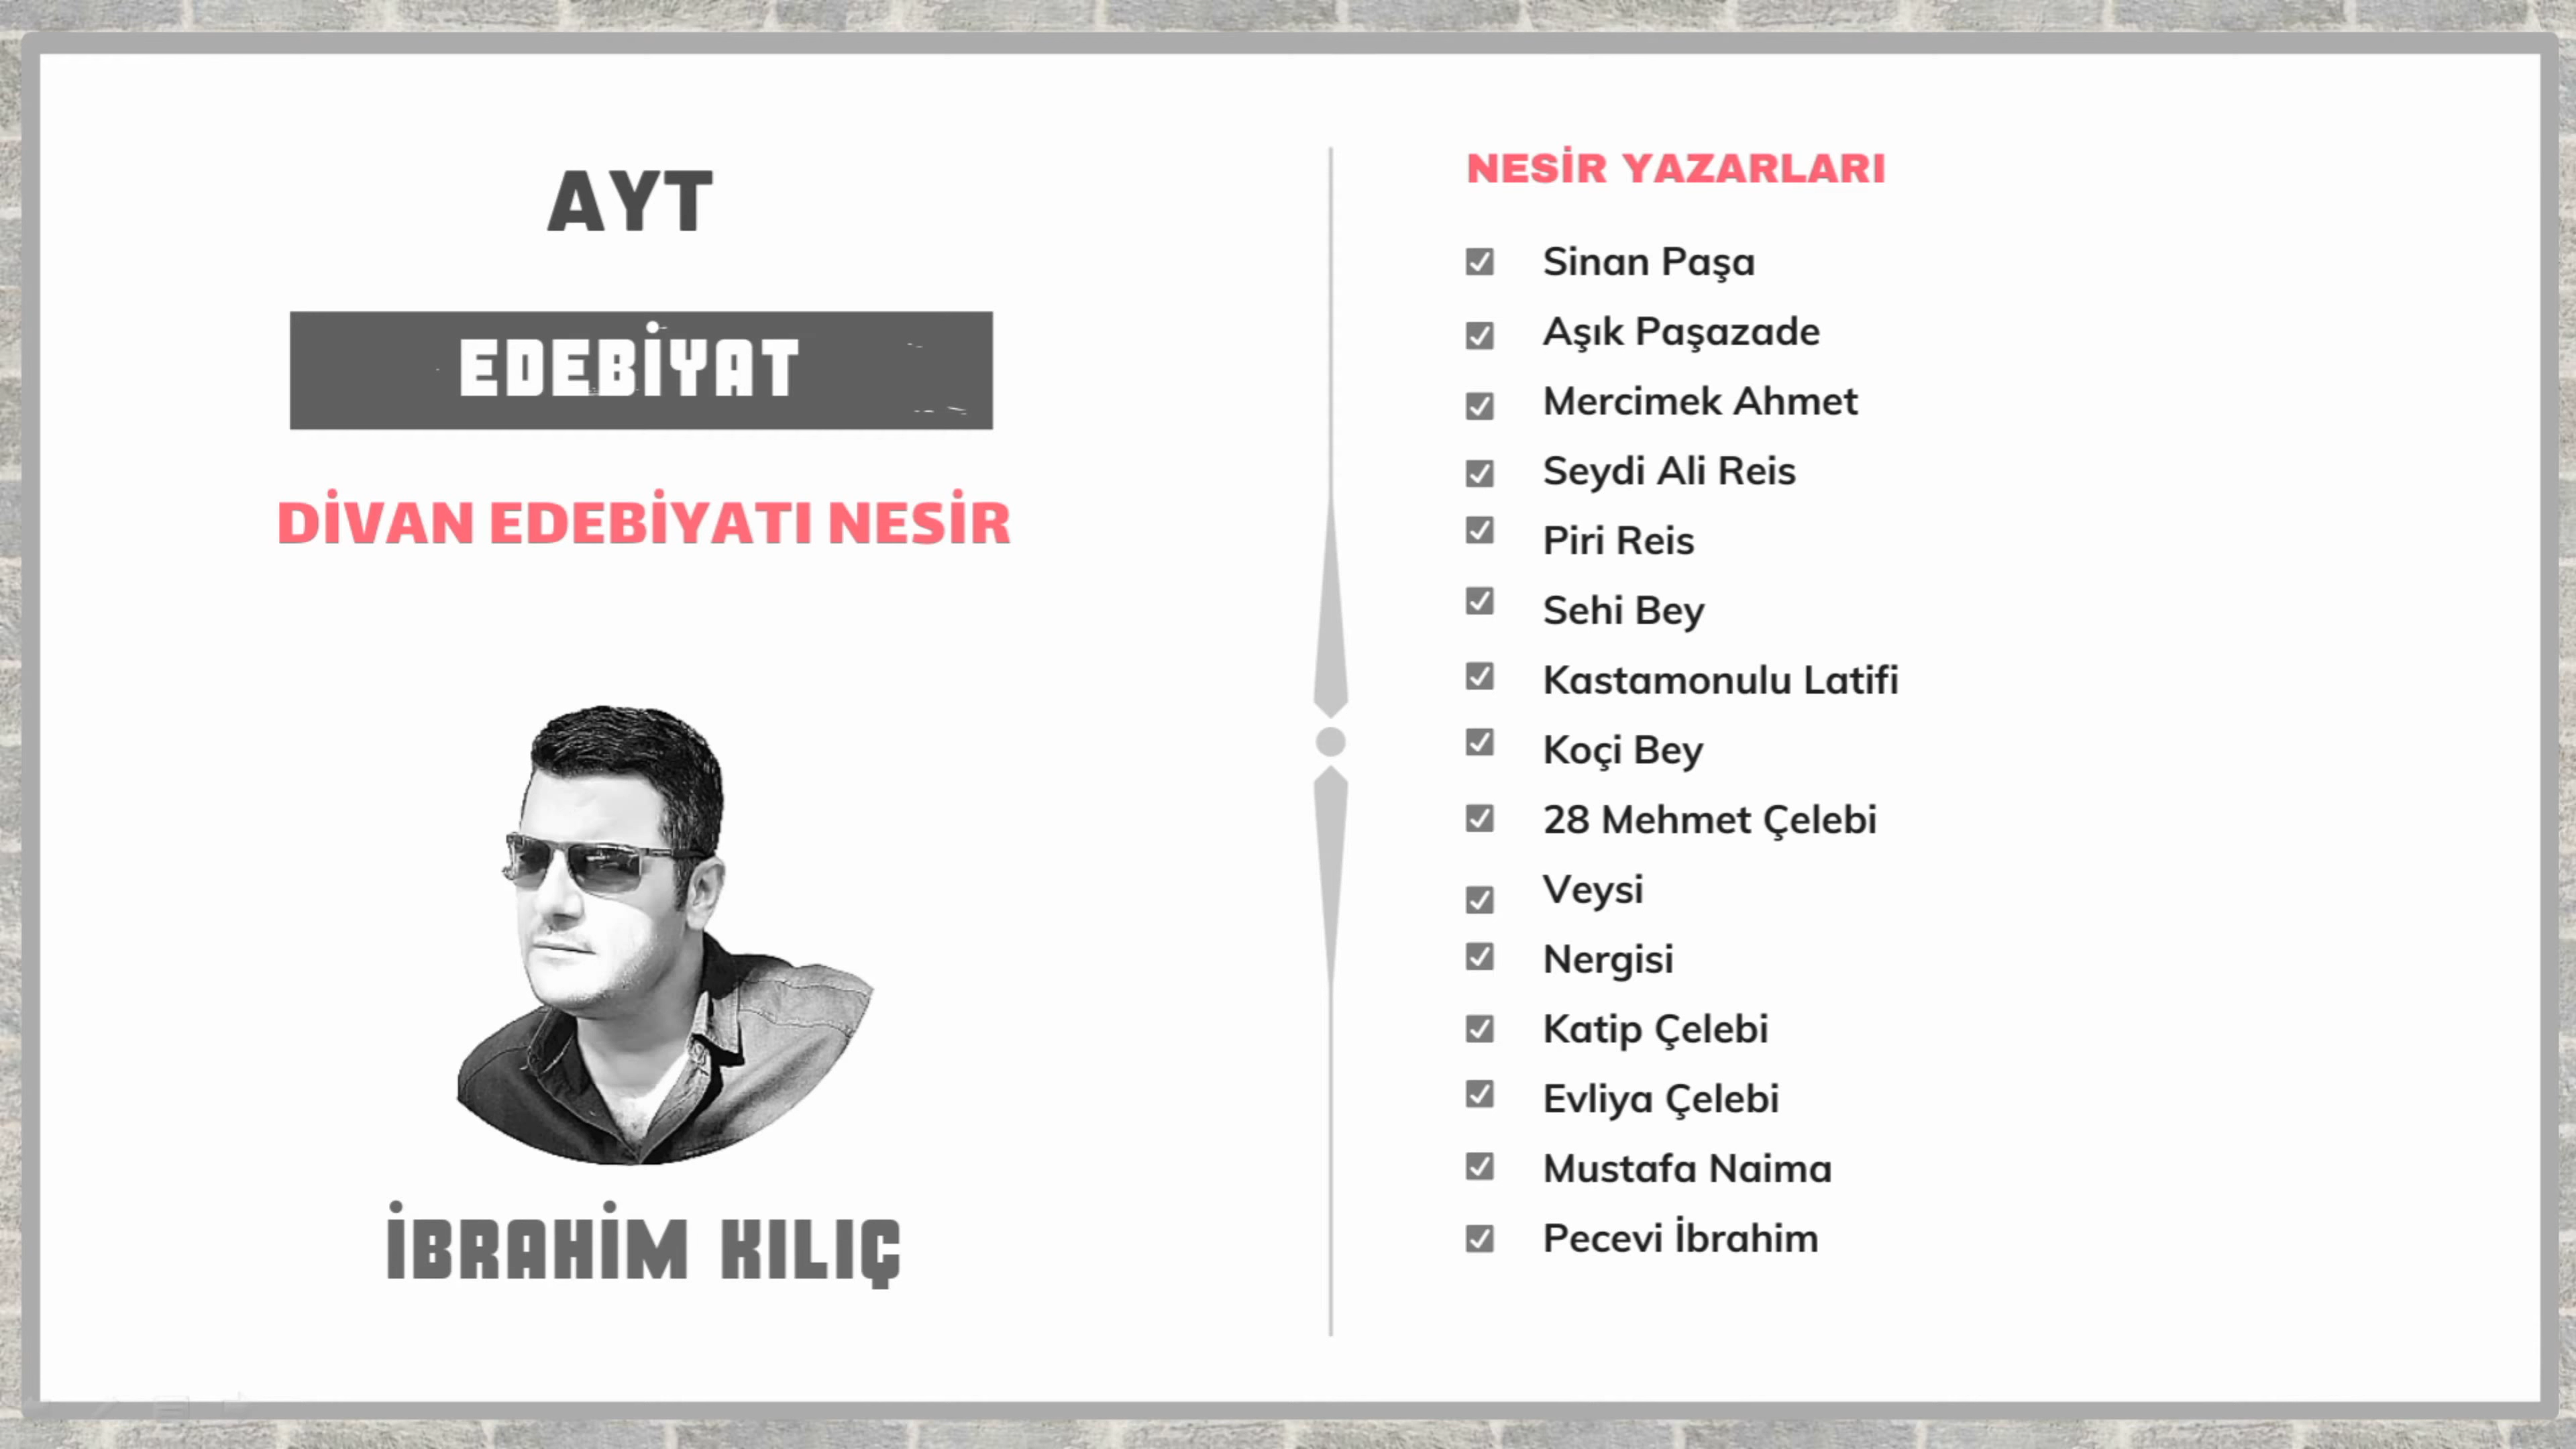 AYT
EDEBİYAT
DİVAN EDEBİYATI NESİR
İBRAHİM KILIÇ
NESİR YAZARLARI
Sinan Paşa
Aşık Paşazade
Mercimek Ahmet
Seydi Ali Reis
Piri Reis
Sehi Bey
Kastamonulu Latifi
Koçi Bey
28 Mehmet Çelebi
Veysi
Nergisi
Katip Çelebi
Evliya Çelebi
Mustafa Naima
Pecevi İbrahim